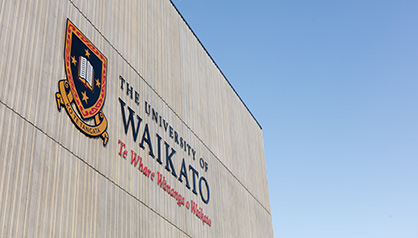 THE UNIVERSITY OF
WAIKATO
Te Whare Wānanga o Waikato